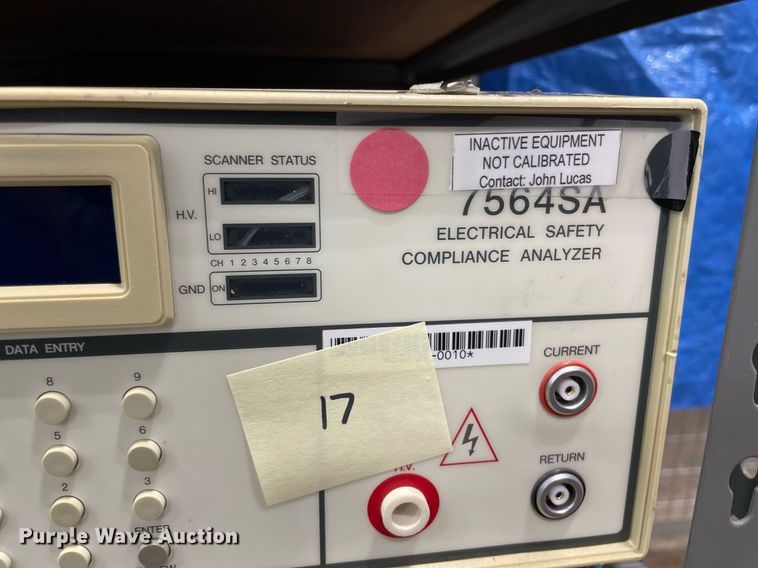 INACTIVE EQUIPMENT
NOT CALIBRATED
Contact: John Lucas
7564SA
ELECTRICAL SAFETY
COMPLIANCE ANALYZER
SCANNER STATUS
HI
H.V.
LO
CH 1 2 3 4 5 6 7 8
GND ON
DATA ENTRY
-0010*
CURRENT
8 9
17
5 6
H.V.
RETURN
2 3
ENTER
Purple Wave Auction